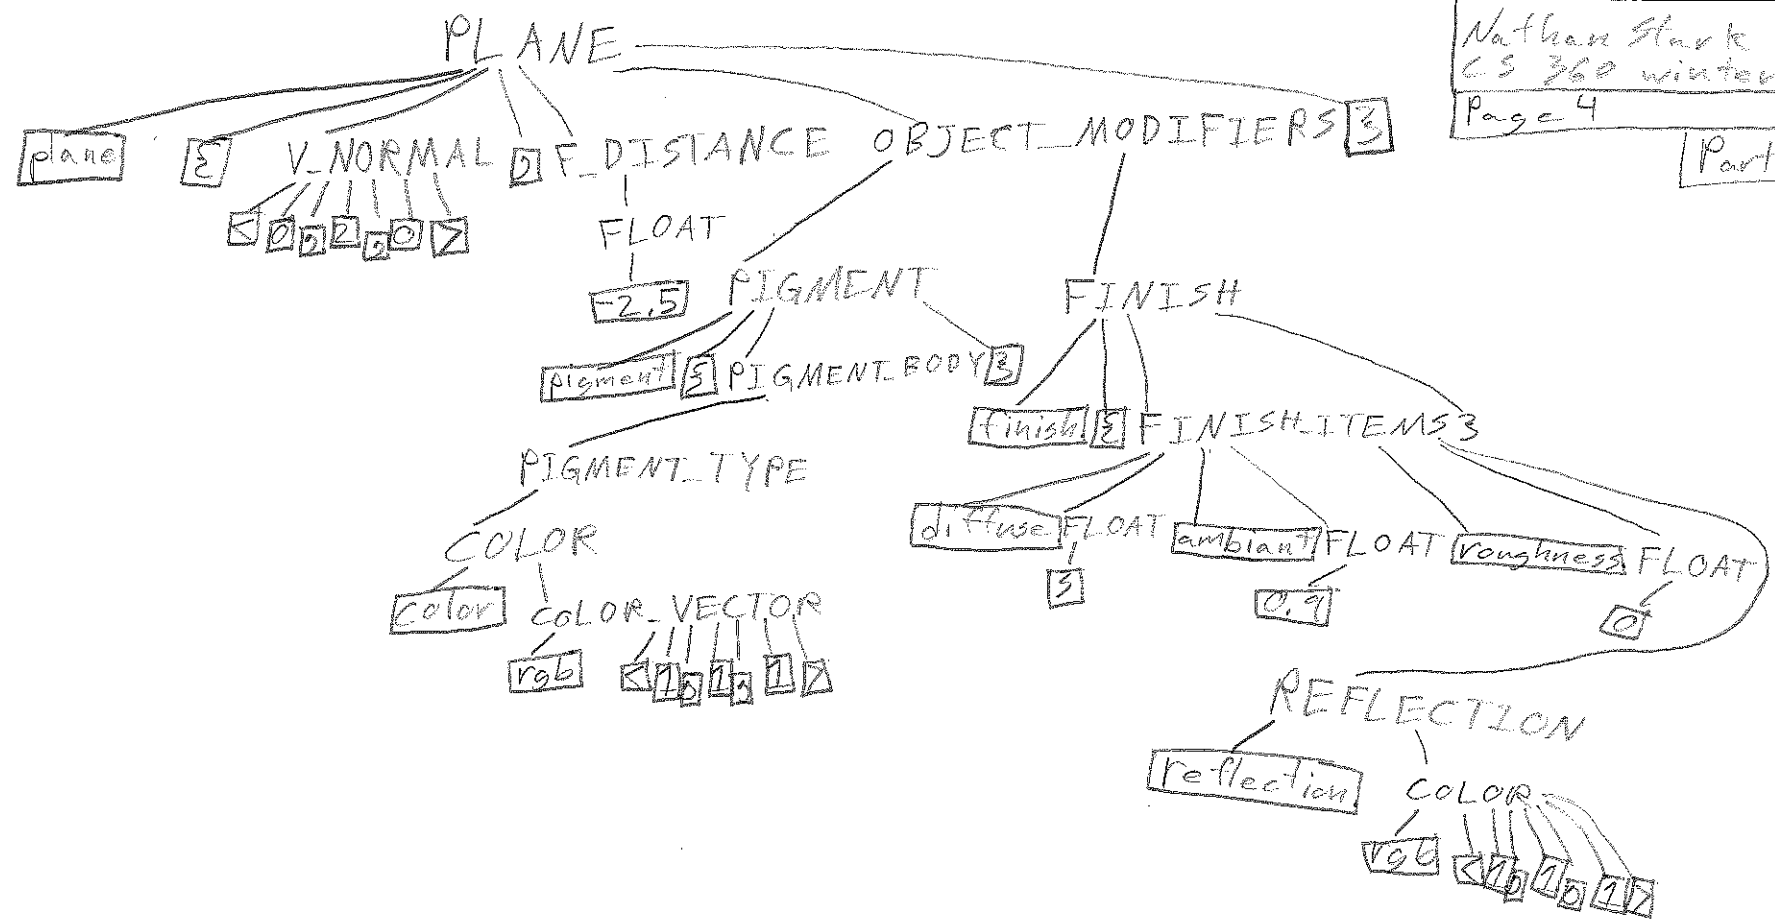 Nathan Stark
CS 360 winter
Page 4
Part
PLANE
plane { V_NORMAL , F_DISTANCE OBJECT_MODIFIERS }
< 0 , 2 , 0 >
FLOAT
-2.5
PIGMENT FINISH
pigment { PIGMENT_BODY }
finish { FINISH_ITEMS }
PIGMENT_TYPE
diffuse FLOAT ambiant FLOAT roughness FLOAT
COLOR
0.9
0
color COLOR_VECTOR
rgb < 1 , 1 , 1 >
REFLECTION
reflection
COLOR
rgb < 1 , 1 , 1 >